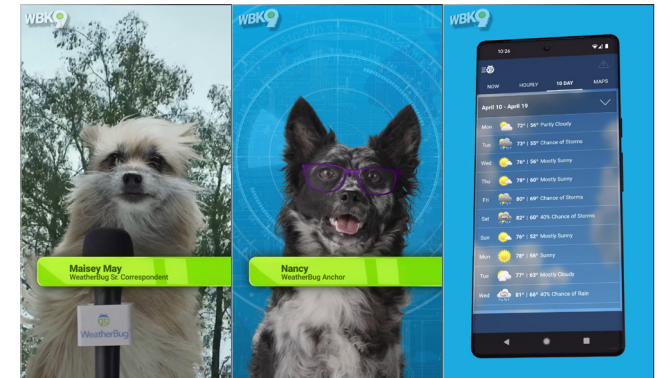 WBK9
Maisey May
WeatherBug Sr. Correspondent
WeatherBug
WBK9
Nancy
WeatherBug Anchor
WBK9
10:26
NOW HOURLY 10 DAY MAPS
April 10 - April 19
Mon 72° | 56° Partly Cloudy
Tue 73° | 55° Chance of Storms
Wed 76° | 56° Mostly Sunny
Thu 78° | 60° Mostly Sunny
Fri 80° | 69° Chance of Storms
Sat 82° | 60° 40% Chance of Storms
Sun 76° | 52° Mostly Sunny
Mon 78° | 56° Sunny
Tue 77° | 63° Mostly Cloudy
Wed 81° | 66° 40% Chance of Rain